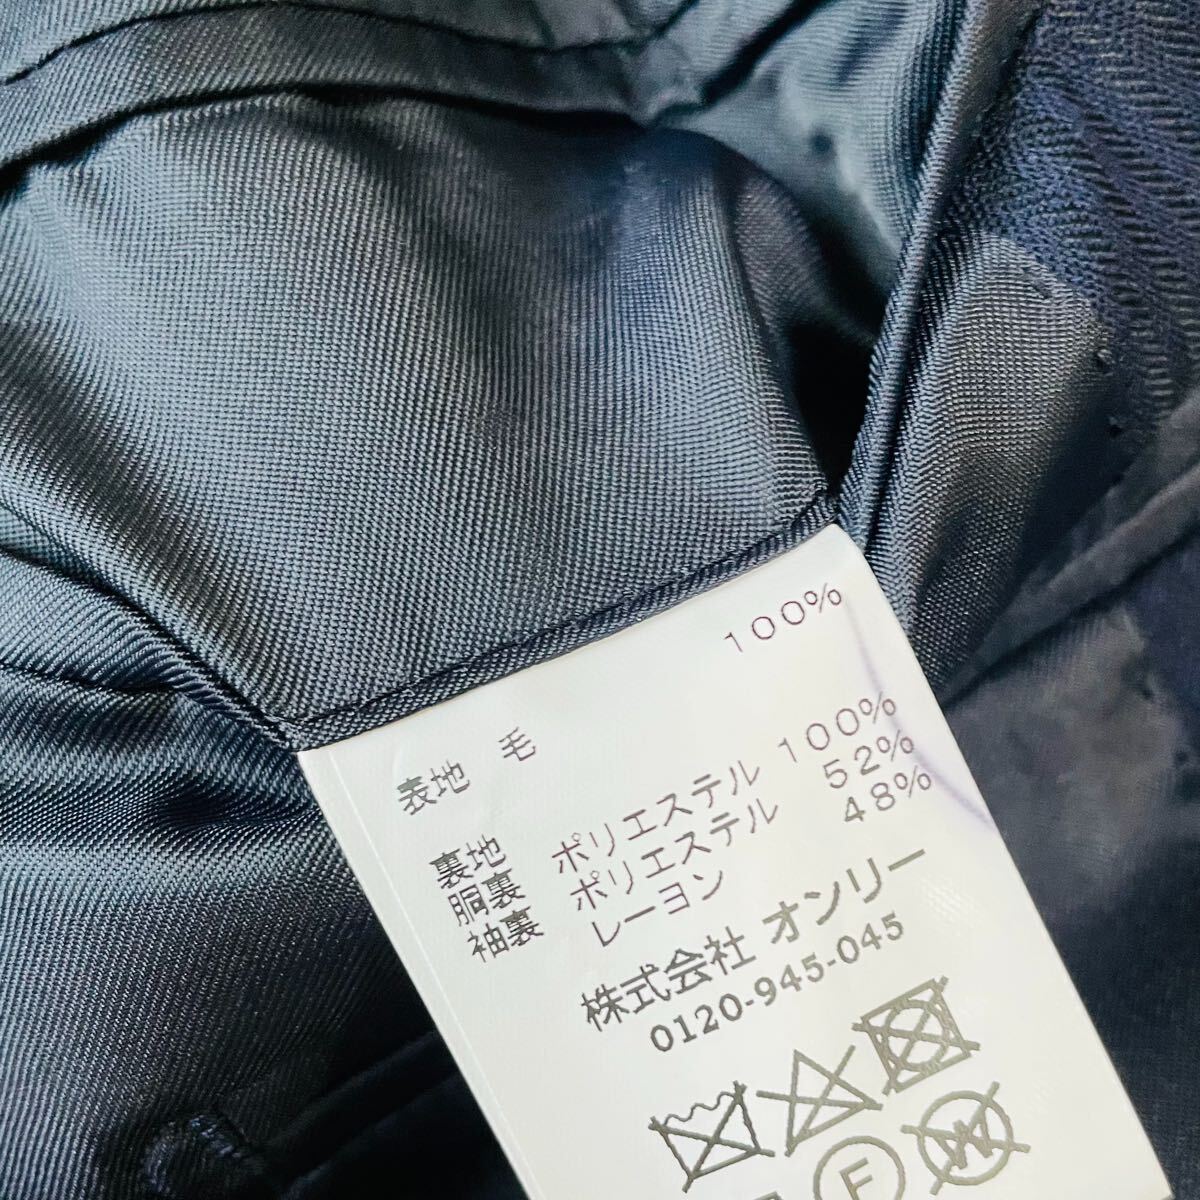 表地 毛 100%
裏地
胴裏 ポリエステル 100%
袖裏 ポリエステル 52%
レーヨン 48%
株式会社 オンリー
0120-945-045
F
W